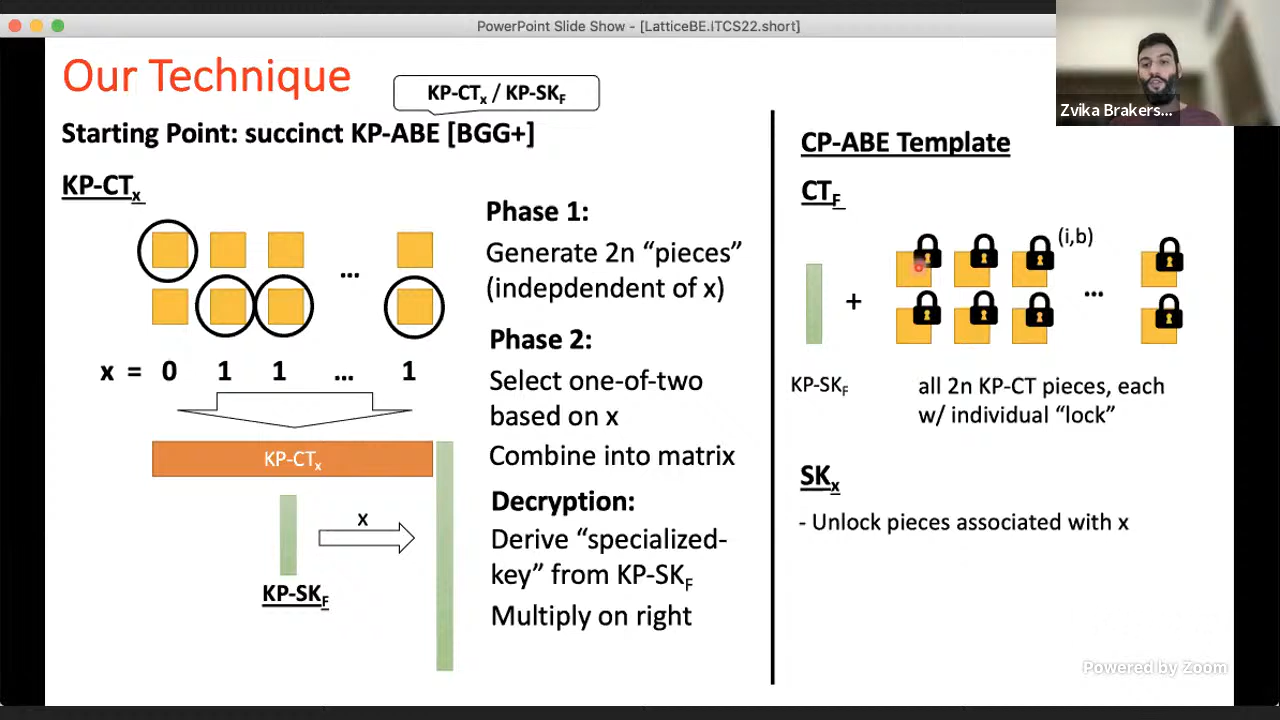 PowerPoint Slide Show - [LatticeBE.iTCS22.short]
Our Technique
KP-CTx / KP-SKF
Starting Point: succinct KP-ABE [BGG+]
KP-CTx
Phase 1:
Generate 2n “pieces”
(indepdendent of x)
...
Phase 2:
x = 0 1 1 ... 1
Select one-of-two
based on x
Combine into matrix
KP-CTx
Decryption:
Derive “specialized-
key” from KP-SKF
Multiply on right
x
KP-SKF
Zvika Brakers...
CP-ABE Template
CTF
(i,b)
+
...
KP-SKF
all 2n KP-CT pieces, each
w/ individual “lock”
SKx
- Unlock pieces associated with x
Powered by Zoom